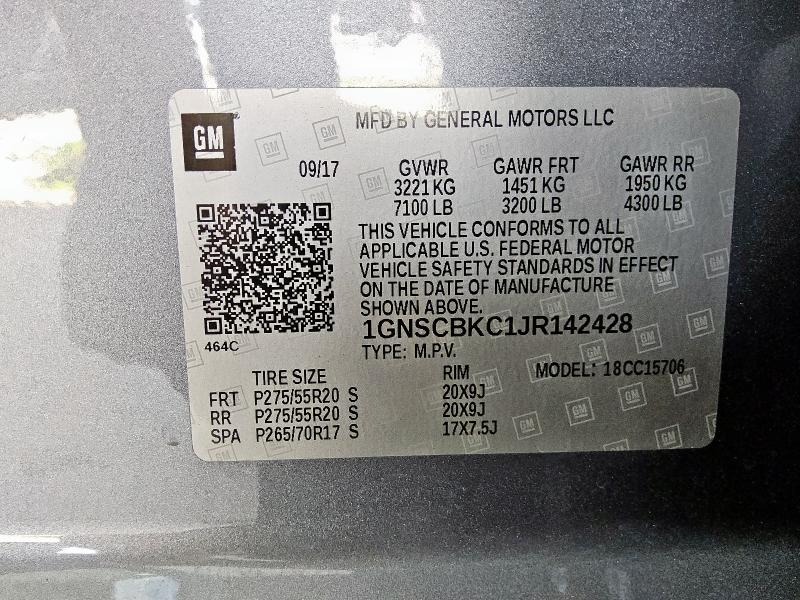 GM
MFD BY GENERAL MOTORS LLC
09/17 GVWR GAWR FRT GAWR RR
3221 KG 1451 KG 1950 KG
7100 LB 3200 LB 4300 LB
THIS VEHICLE CONFORMS TO ALL
APPLICABLE U.S. FEDERAL MOTOR
VEHICLE SAFETY STANDARDS IN EFFECT
ON THE DATE OF MANUFACTURE
SHOWN ABOVE.
1GNSCBKC1JR142428
464C
TYPE: M.P.V.
MODEL: 18CC15706
TIRE SIZE RIM
FRT P275/55R20 S 20X9J
RR P275/55R20 S 20X9J
SPA P265/70R17 S 17X7.5J